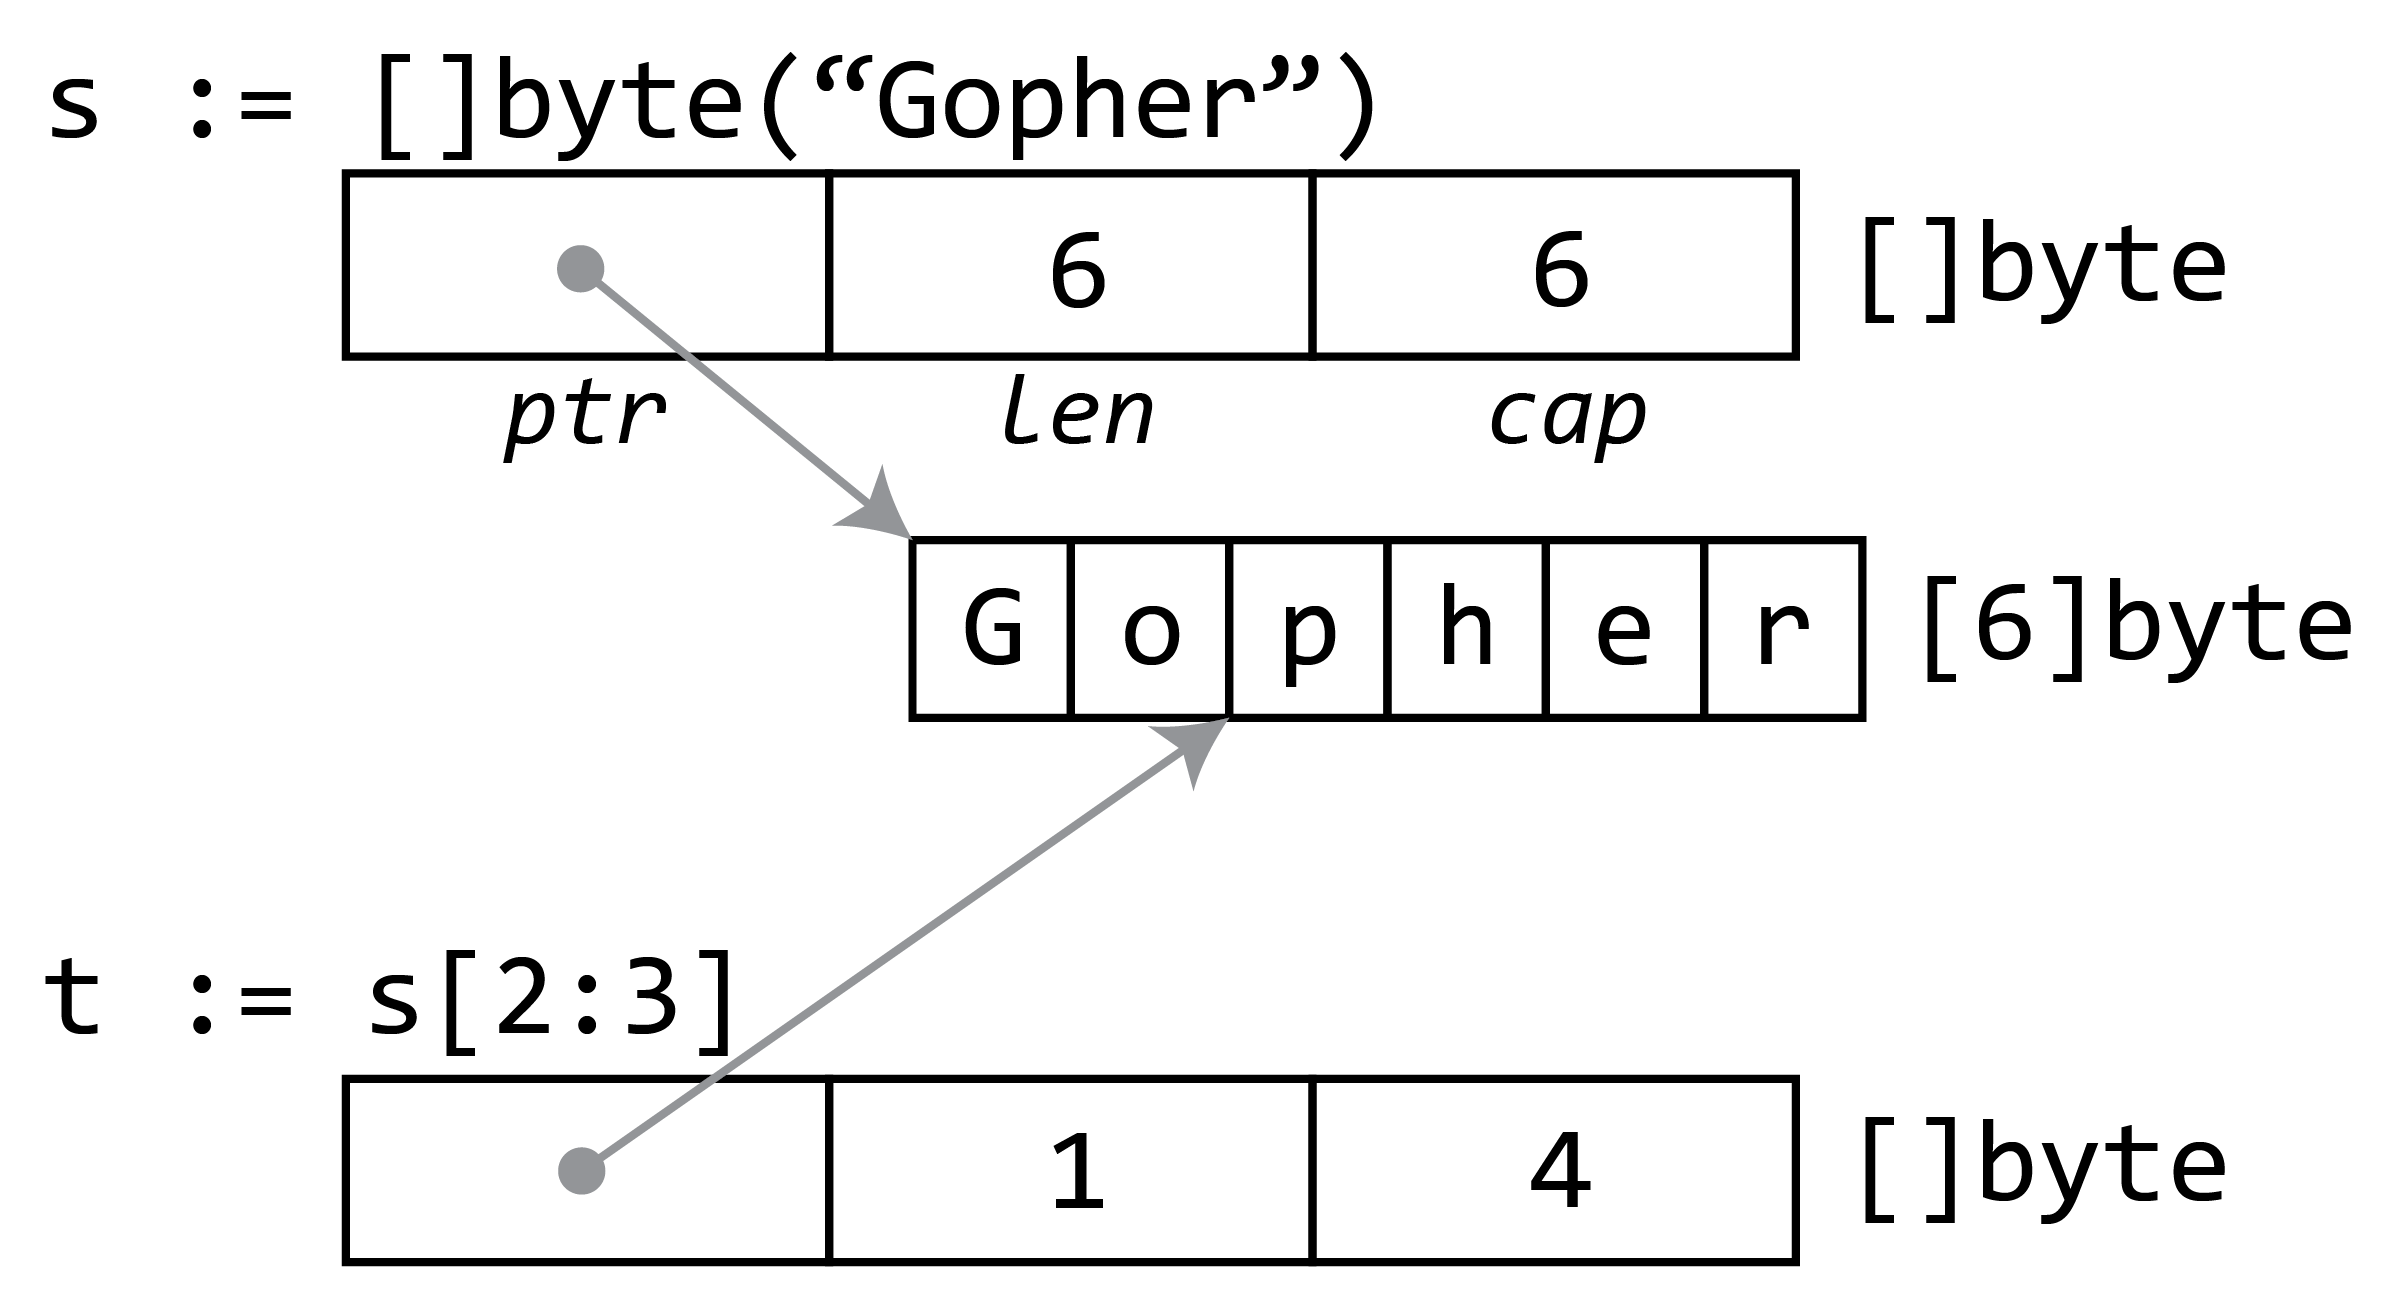 s := []byte(“Gopher”)
6 6 []byte
ptr len cap
G o p h e r [6]byte
t := s[2:3]
1 4 []byte